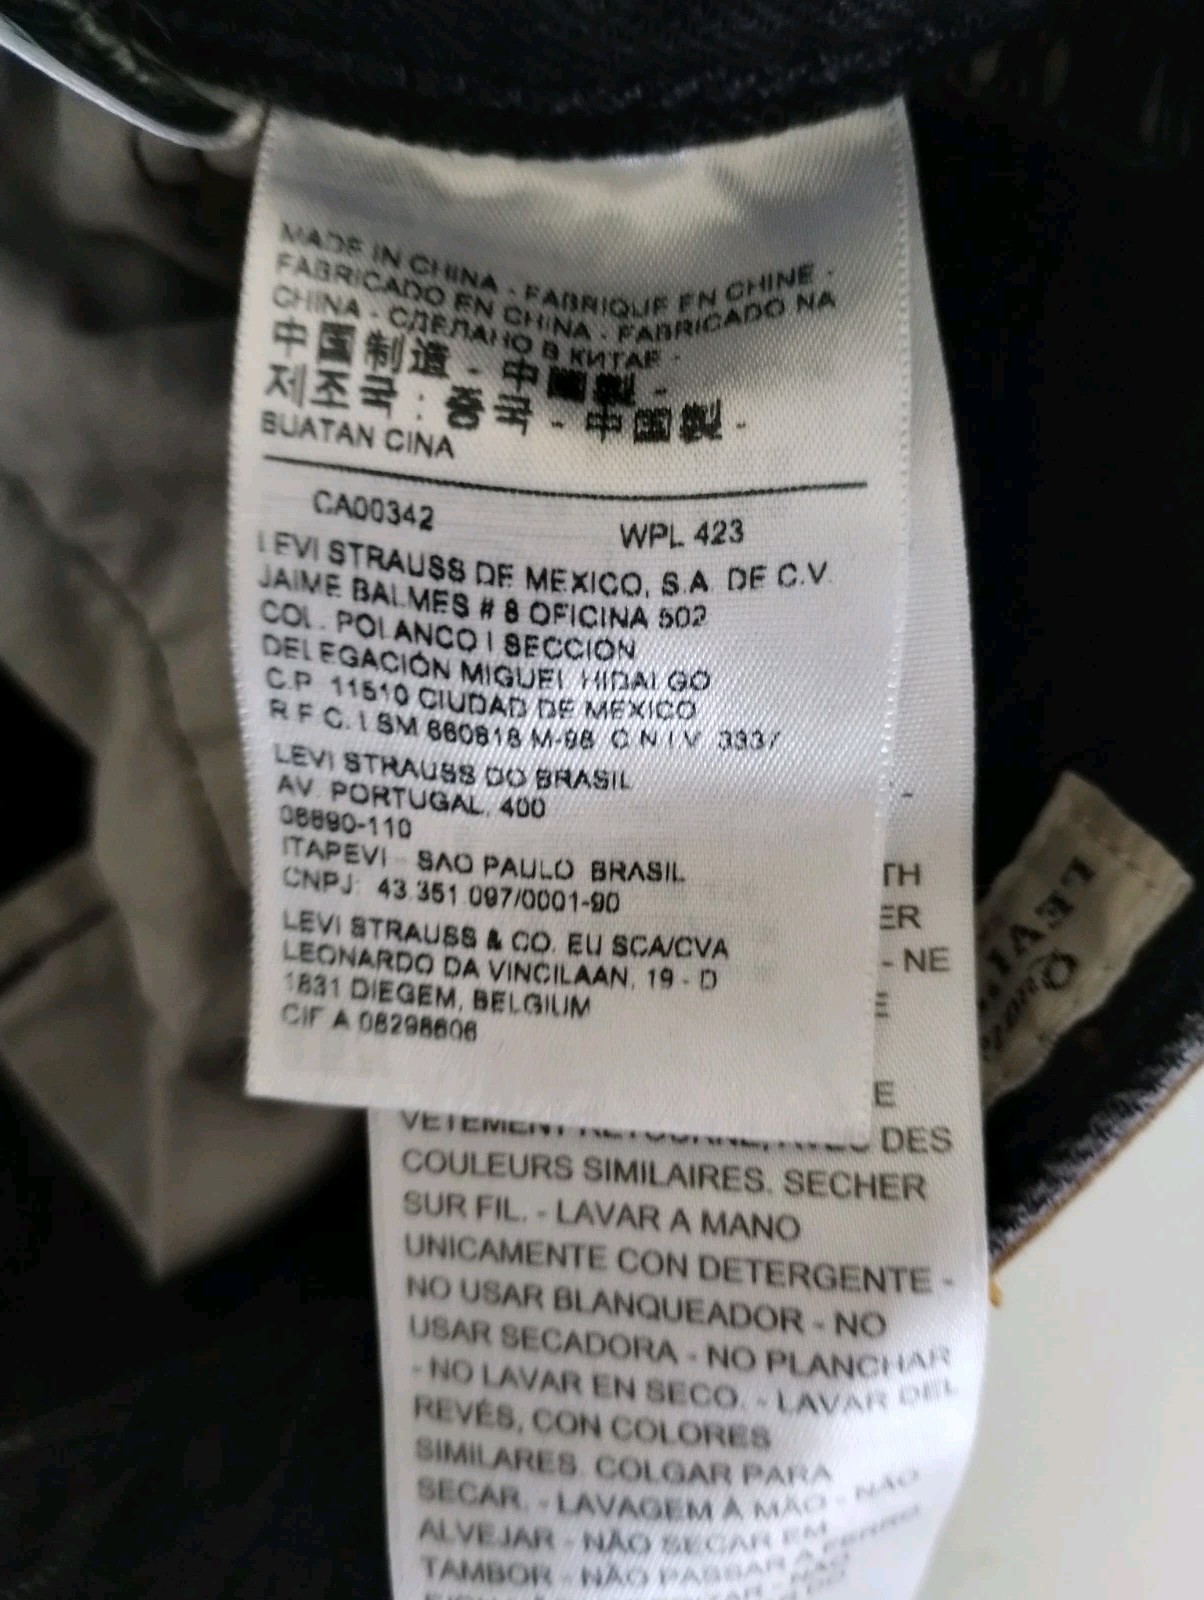 MADE IN CHINA - FABRIQUE EN CHINE -
FABRICADO EN CHINA - FABRICADO NA
CHINA - СДЕЛАНО В КИТАЕ -
中国制造 - 中國製 -
제조국 : 중국 - 中国製 -
BUATAN CINA
CA00342 WPL 423
LEVI STRAUSS DE MEXICO, S.A. DE C.V.
JAIME BALMES # 8 OFICINA 502
COL. POLANCO I SECCION
DELEGACIÓN MIGUEL HIDALGO
C.P. 11510 CIUDAD DE MEXICO
R.F.C. LSM
LEVI STRAUSS DO BRASIL
AV. PORTUGAL, 400
ITAPEVI - SAO PAULO BRASIL
CNPJ: 43.351.097/0001-90
LEVI STRAUSS & CO. EU SCA/CVA
LEONARDO DA VINCILAAN, 19 - D
1831 DIEGEM, BELGIUM
CIF A
-
TH
ER
- NE
E
E
VETEMENT RETOURNE, AVEC DES
COULEURS SIMILAIRES. SECHER
SUR FIL. - LAVAR A MANO
UNICAMENTE CON DETERGENTE -
NO USAR BLANQUEADOR - NO
USAR SECADORA - NO PLANCHAR
- NO LAVAR EN SECO. - LAVAR DEL
REVÉS, CON COLORES
SIMILARES. COLGAR PARA
SECAR. - LAVAGEM À MÃO - NÃO
ALVEJAR - NÃO SECAR EM
TAMBOR - NÃO PASSAR A FERRO
LEVI'S